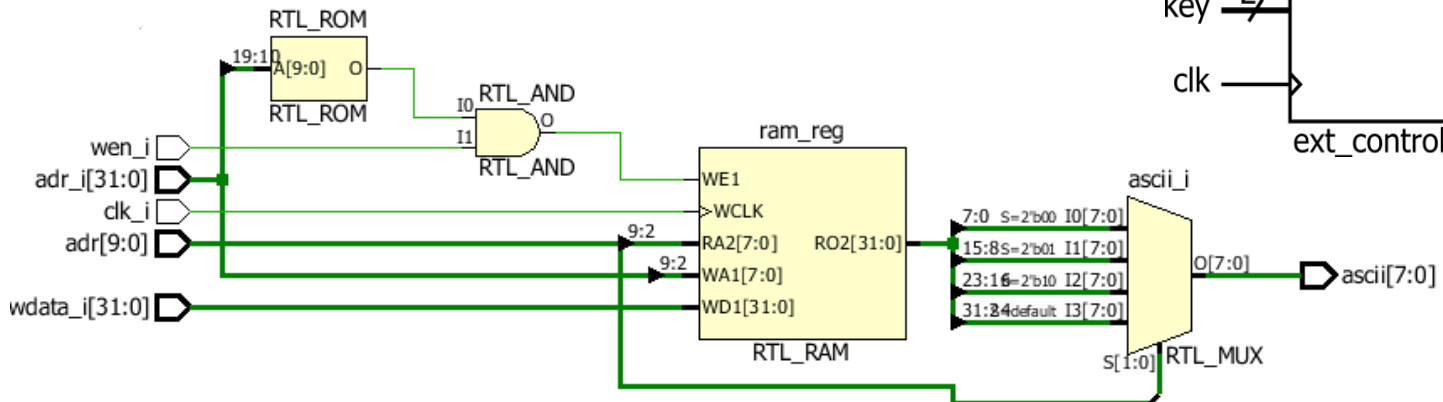 RTL_ROM
19:10
A[9:0]
O
RTL_ROM
key
clk
ext_control
RTL_AND
I0
I1
O
RTL_AND
wen_i
adr_i[31:0]
clk_i
adr[9:0]
wdata_i[31:0]
ram_reg
WE1
WCLK
9:2
RA2[7:0]
RO2[31:0]
9:2
WA1[7:0]
WD1[31:0]
RTL_RAM
ascii_i
7:0 S=2'b00 I0[7:0]
15:8 S=2'b01 I1[7:0]
23:16 S=2'b10 I2[7:0]
31:24 default I3[7:0]
O[7:0]
ascii[7:0]
S[1:0]
RTL_MUX